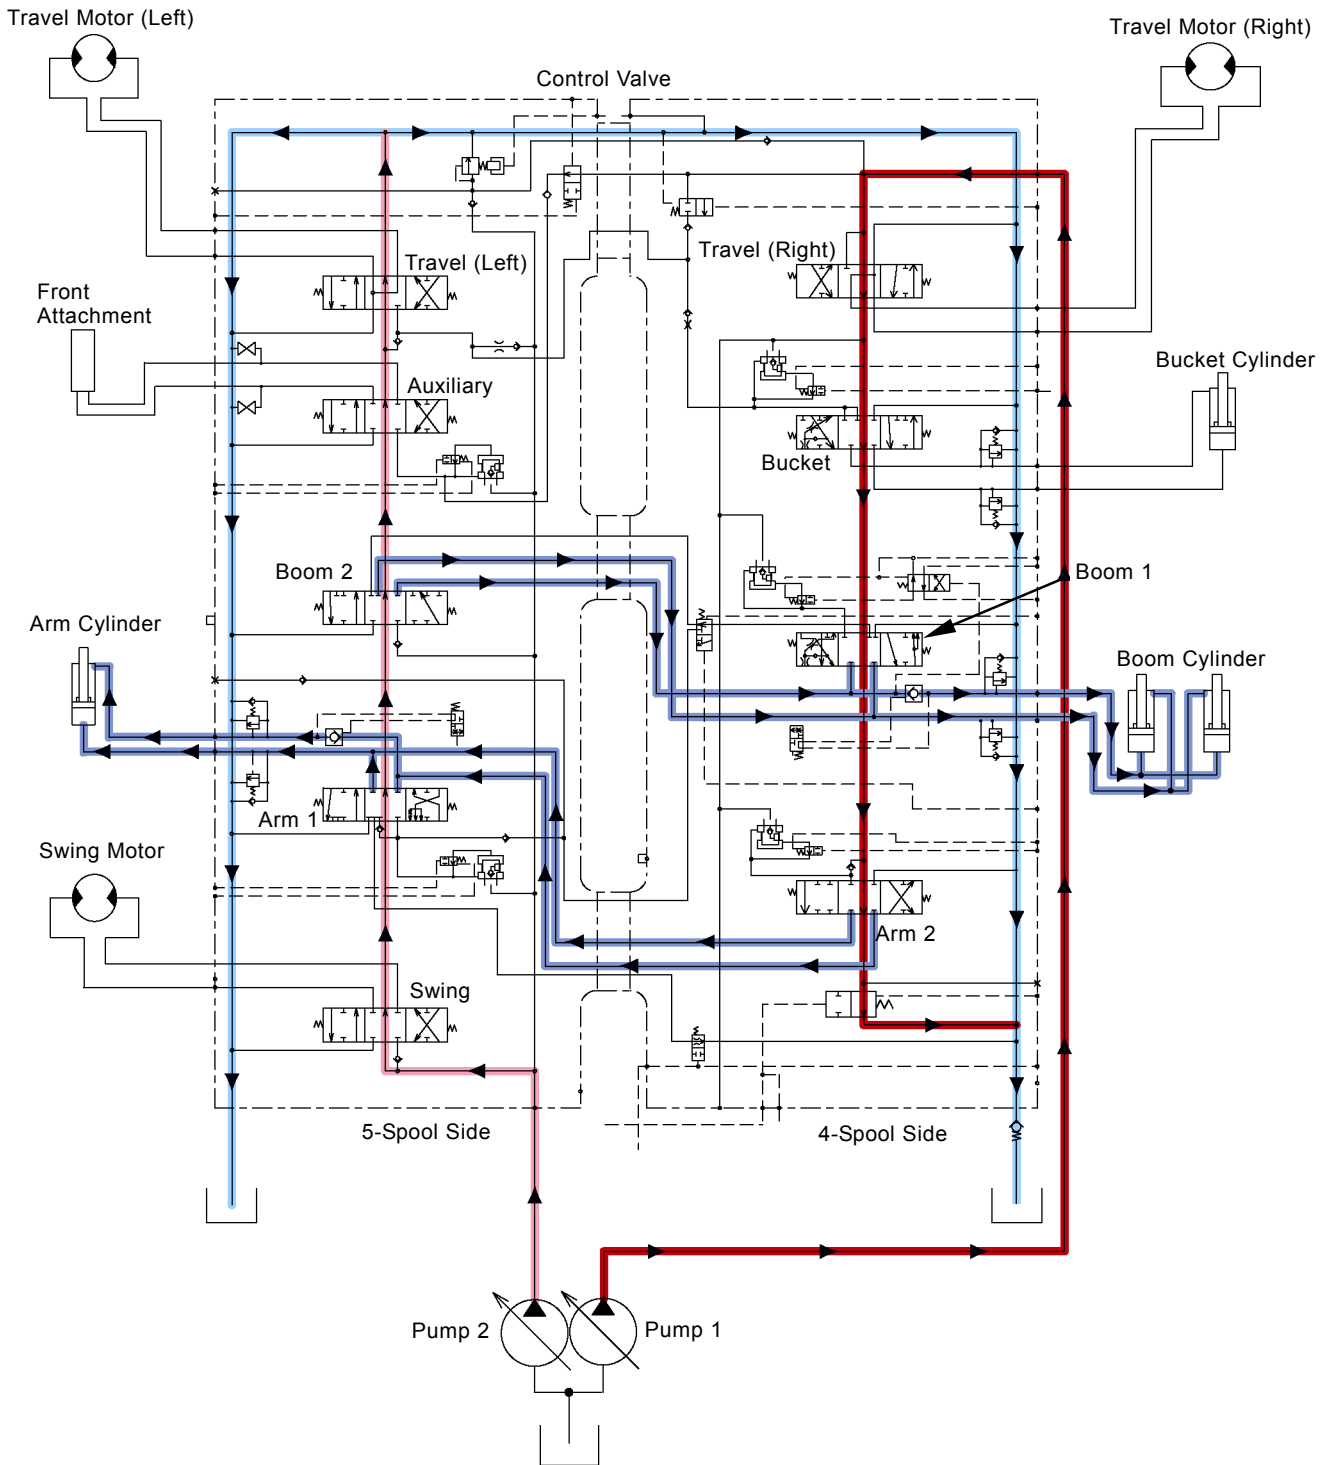 Travel Motor (Left)
Travel Motor (Right)
Control Valve
Travel (Right)
Travel (Left)
Front
Attachment
Bucket Cylinder
Auxiliary
Bucket
Boom 2
Boom 1
Arm Cylinder
Boom Cylinder
Arm 1
Swing Motor
Arm 2
Swing
5-Spool Side
4-Spool Side
Pump 2
Pump 1